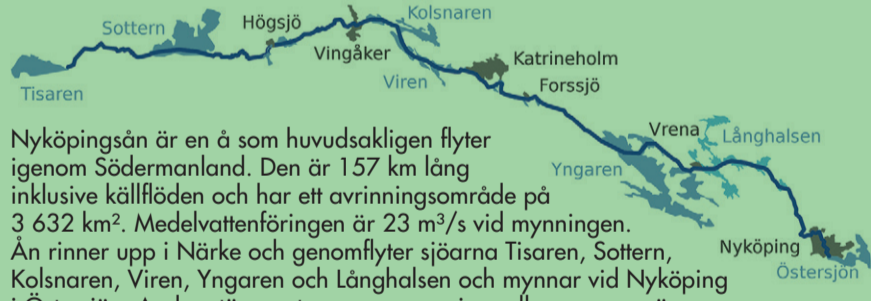 Kolsnaren
Sottern
Högsjö
Vingåker
Katrineholm
Viren
Forssjö
Tisaren
Vrena
Långhalsen
Yngaren
Nyköpingsån är en å som huvudsakligen flyter
igenom Södermanland. Den är 157 km lång
inklusive källflöden och har ett avrinningsområde på
3 632 km². Medelvattenföringen är 23 m³/s vid mynningen.
Ån rinner upp i Närke och genomflyter sjöarna Tisaren, Sottern,
Kolsnaren, Viren, Yngaren och Långhalsen och mynnar vid Nyköping
Nyköping
Östersjön